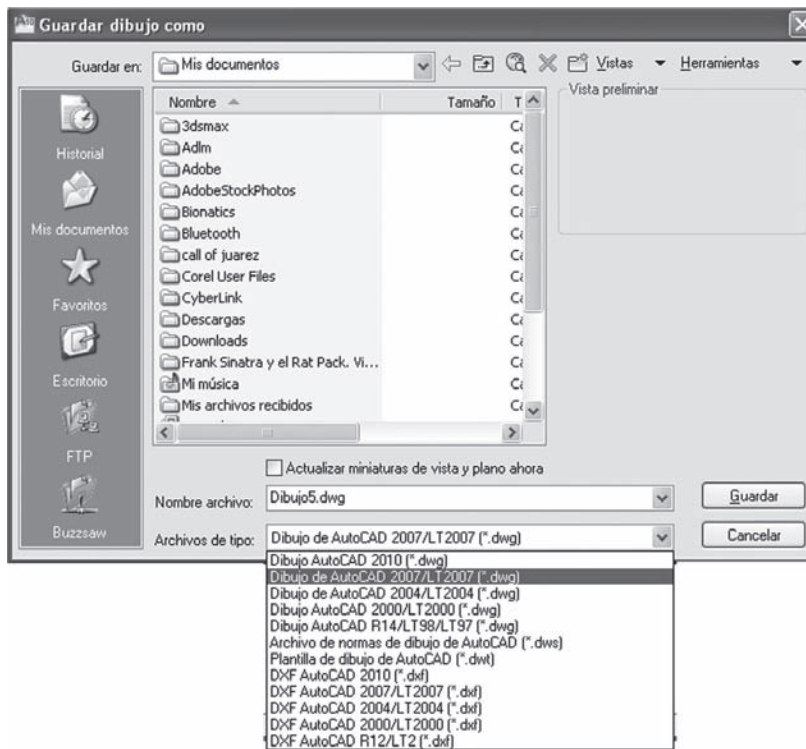 Guardar dibujo como
Guardar en:
Mis documentos
Vistas
Herramientas
Historial
Mis documentos
Favoritos
Escritorio
FTP
Buzzsaw
Nombre
Tamaño
T
3dsmax
Adlm
Adobe
AdobeStockPhotos
Bionatics
Bluetooth
call of juarez
Corel User Files
CyberLink
Descargas
Downloads
Frank Sinatra y el Rat Pack. Vi...
Mi música
Mis archivos recibidos
Vista preliminar
Actualizar miniaturas de vista y plano ahora
Nombre archivo:
Dibujo5.dwg
Guardar
Archivos de tipo:
Dibujo de AutoCAD 2007/LT2007 (*.dwg)
Cancelar
Dibujo AutoCAD 2010 (*.dwg)
Dibujo de AutoCAD 2007/LT2007 (*.dwg)
Dibujo de AutoCAD 2004/LT2004 (*.dwg)
Dibujo AutoCAD 2000/LT2000 (*.dwg)
Dibujo AutoCAD R14/LT98/LT97 (*.dwg)
Archivo de normas de dibujo de AutoCAD (*.dws)
Plantilla de dibujo de AutoCAD (*.dwt)
DXF AutoCAD 2010 (*.dxf)
DXF AutoCAD 2007/LT2007 (*.dxf)
DXF AutoCAD 2004/LT2004 (*.dxf)
DXF AutoCAD 2000/LT2000 (*.dxf)
DXF AutoCAD R12/LT2 (*.dxf)